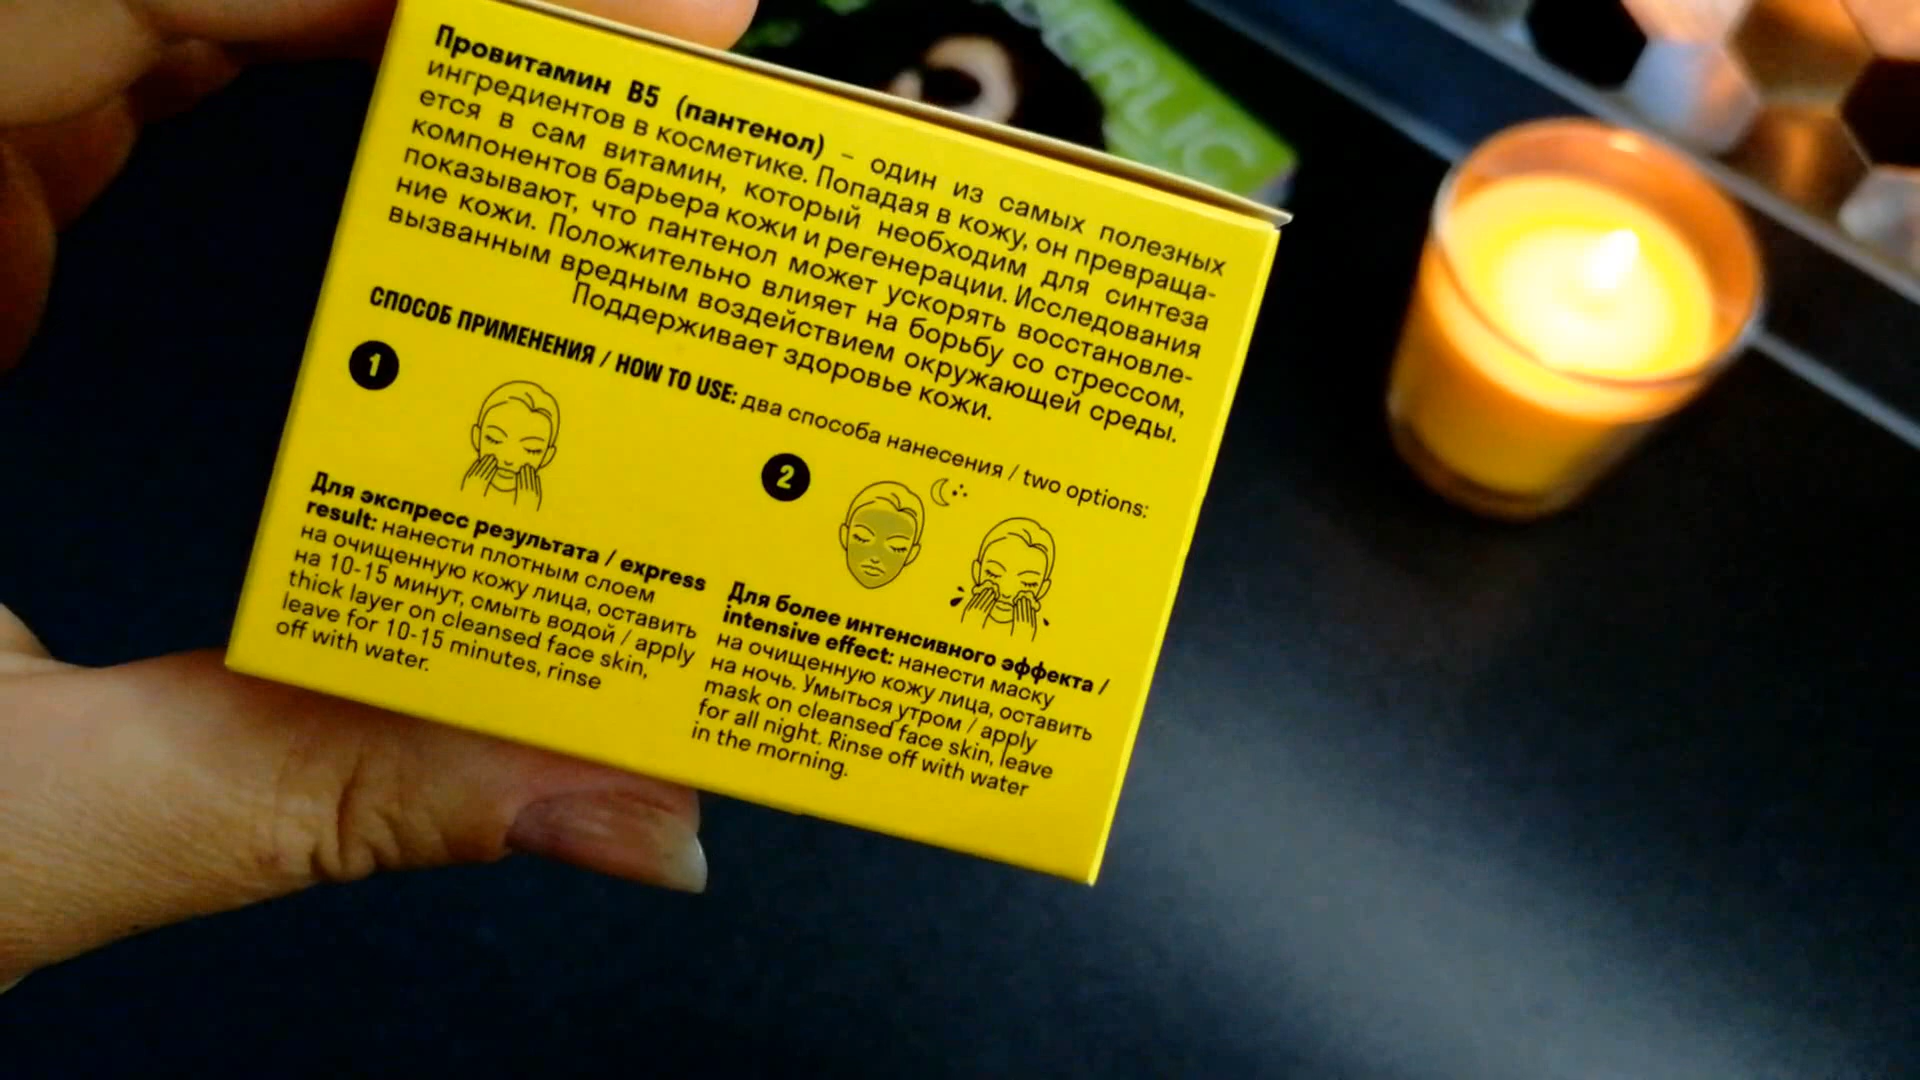 Провитамин В5 (пантенол) – один из самых полезных
ингредиентов в косметике. Попадая в кожу, он превраща-
ется в сам витамин, который необходим для синтеза
компонентов барьера кожи и регенерации. Исследования
показывают, что пантенол может ускорять восстановле-
ние кожи. Положительно влияет на борьбу со стрессом,
вызванным вредным воздействием окружающей среды.
Поддерживает здоровье кожи.
СПОСОБ ПРИМЕНЕНИЯ / HOW TO USE: два способа нанесения / two options:
1
Для экспресс результата / express
result: нанести плотным слоем
на очищенную кожу лица, оставить
на 10-15 минут, смыть водой / apply
thick layer on cleansed face skin,
leave for 10-15 minutes, rinse
off with water.
2
Для более интенсивного эффекта /
intensive effect: нанести маску
на очищенную кожу лица, оставить
на ночь. Умыться утром / apply
mask on cleansed face skin, leave
for all night. Rinse off with water
in the morning.